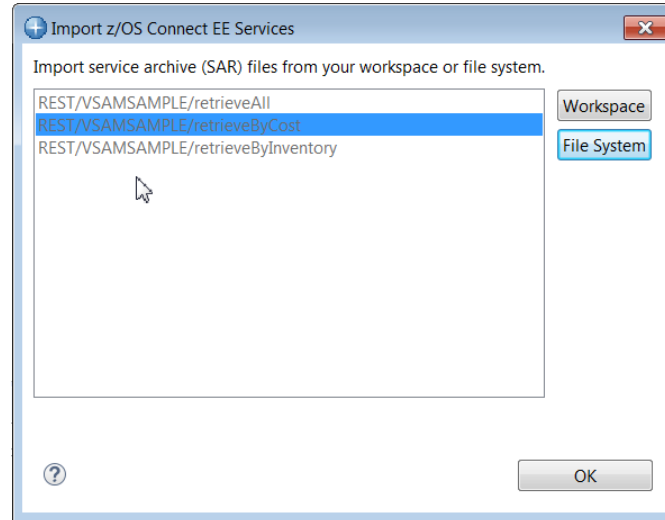 Import z/OS Connect EE Services
Import service archive (SAR) files from your workspace or file system.
REST/VSAMSAMPLE/retrieveAll
REST/VSAMSAMPLE/retrieveByCost
REST/VSAMSAMPLE/retrieveByInventory
Workspace
File System
?
OK